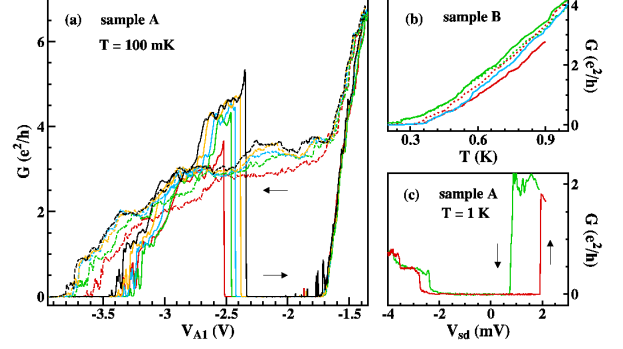 (a) sample A
T = 100 mK
G (e²/h)
6
4
2
0
-3.5 -3 -2.5 -2 -1.5
V_A1 (V)
(b) sample B
4
2
0
G (e²/h)
0.3 0.6 0.9
T (K)
(c) sample A
T = 1 K
2
0
G (e²/h)
-4 -2 0 2
V_sd (mV)